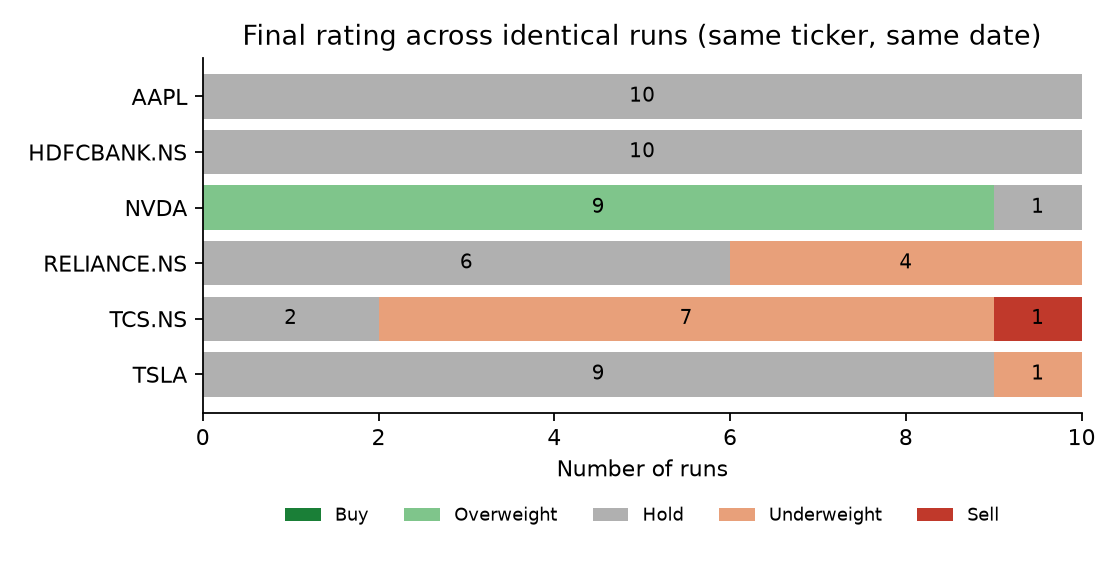 Final rating across identical runs (same ticker, same date)
AAPL 10
HDFCBANK.NS 10
NVDA 9 1
RELIANCE.NS 6 4
TCS.NS 2 7 1
TSLA 9 1
0 2 4 6 8 10
Number of runs
Buy Overweight Hold Underweight Sell